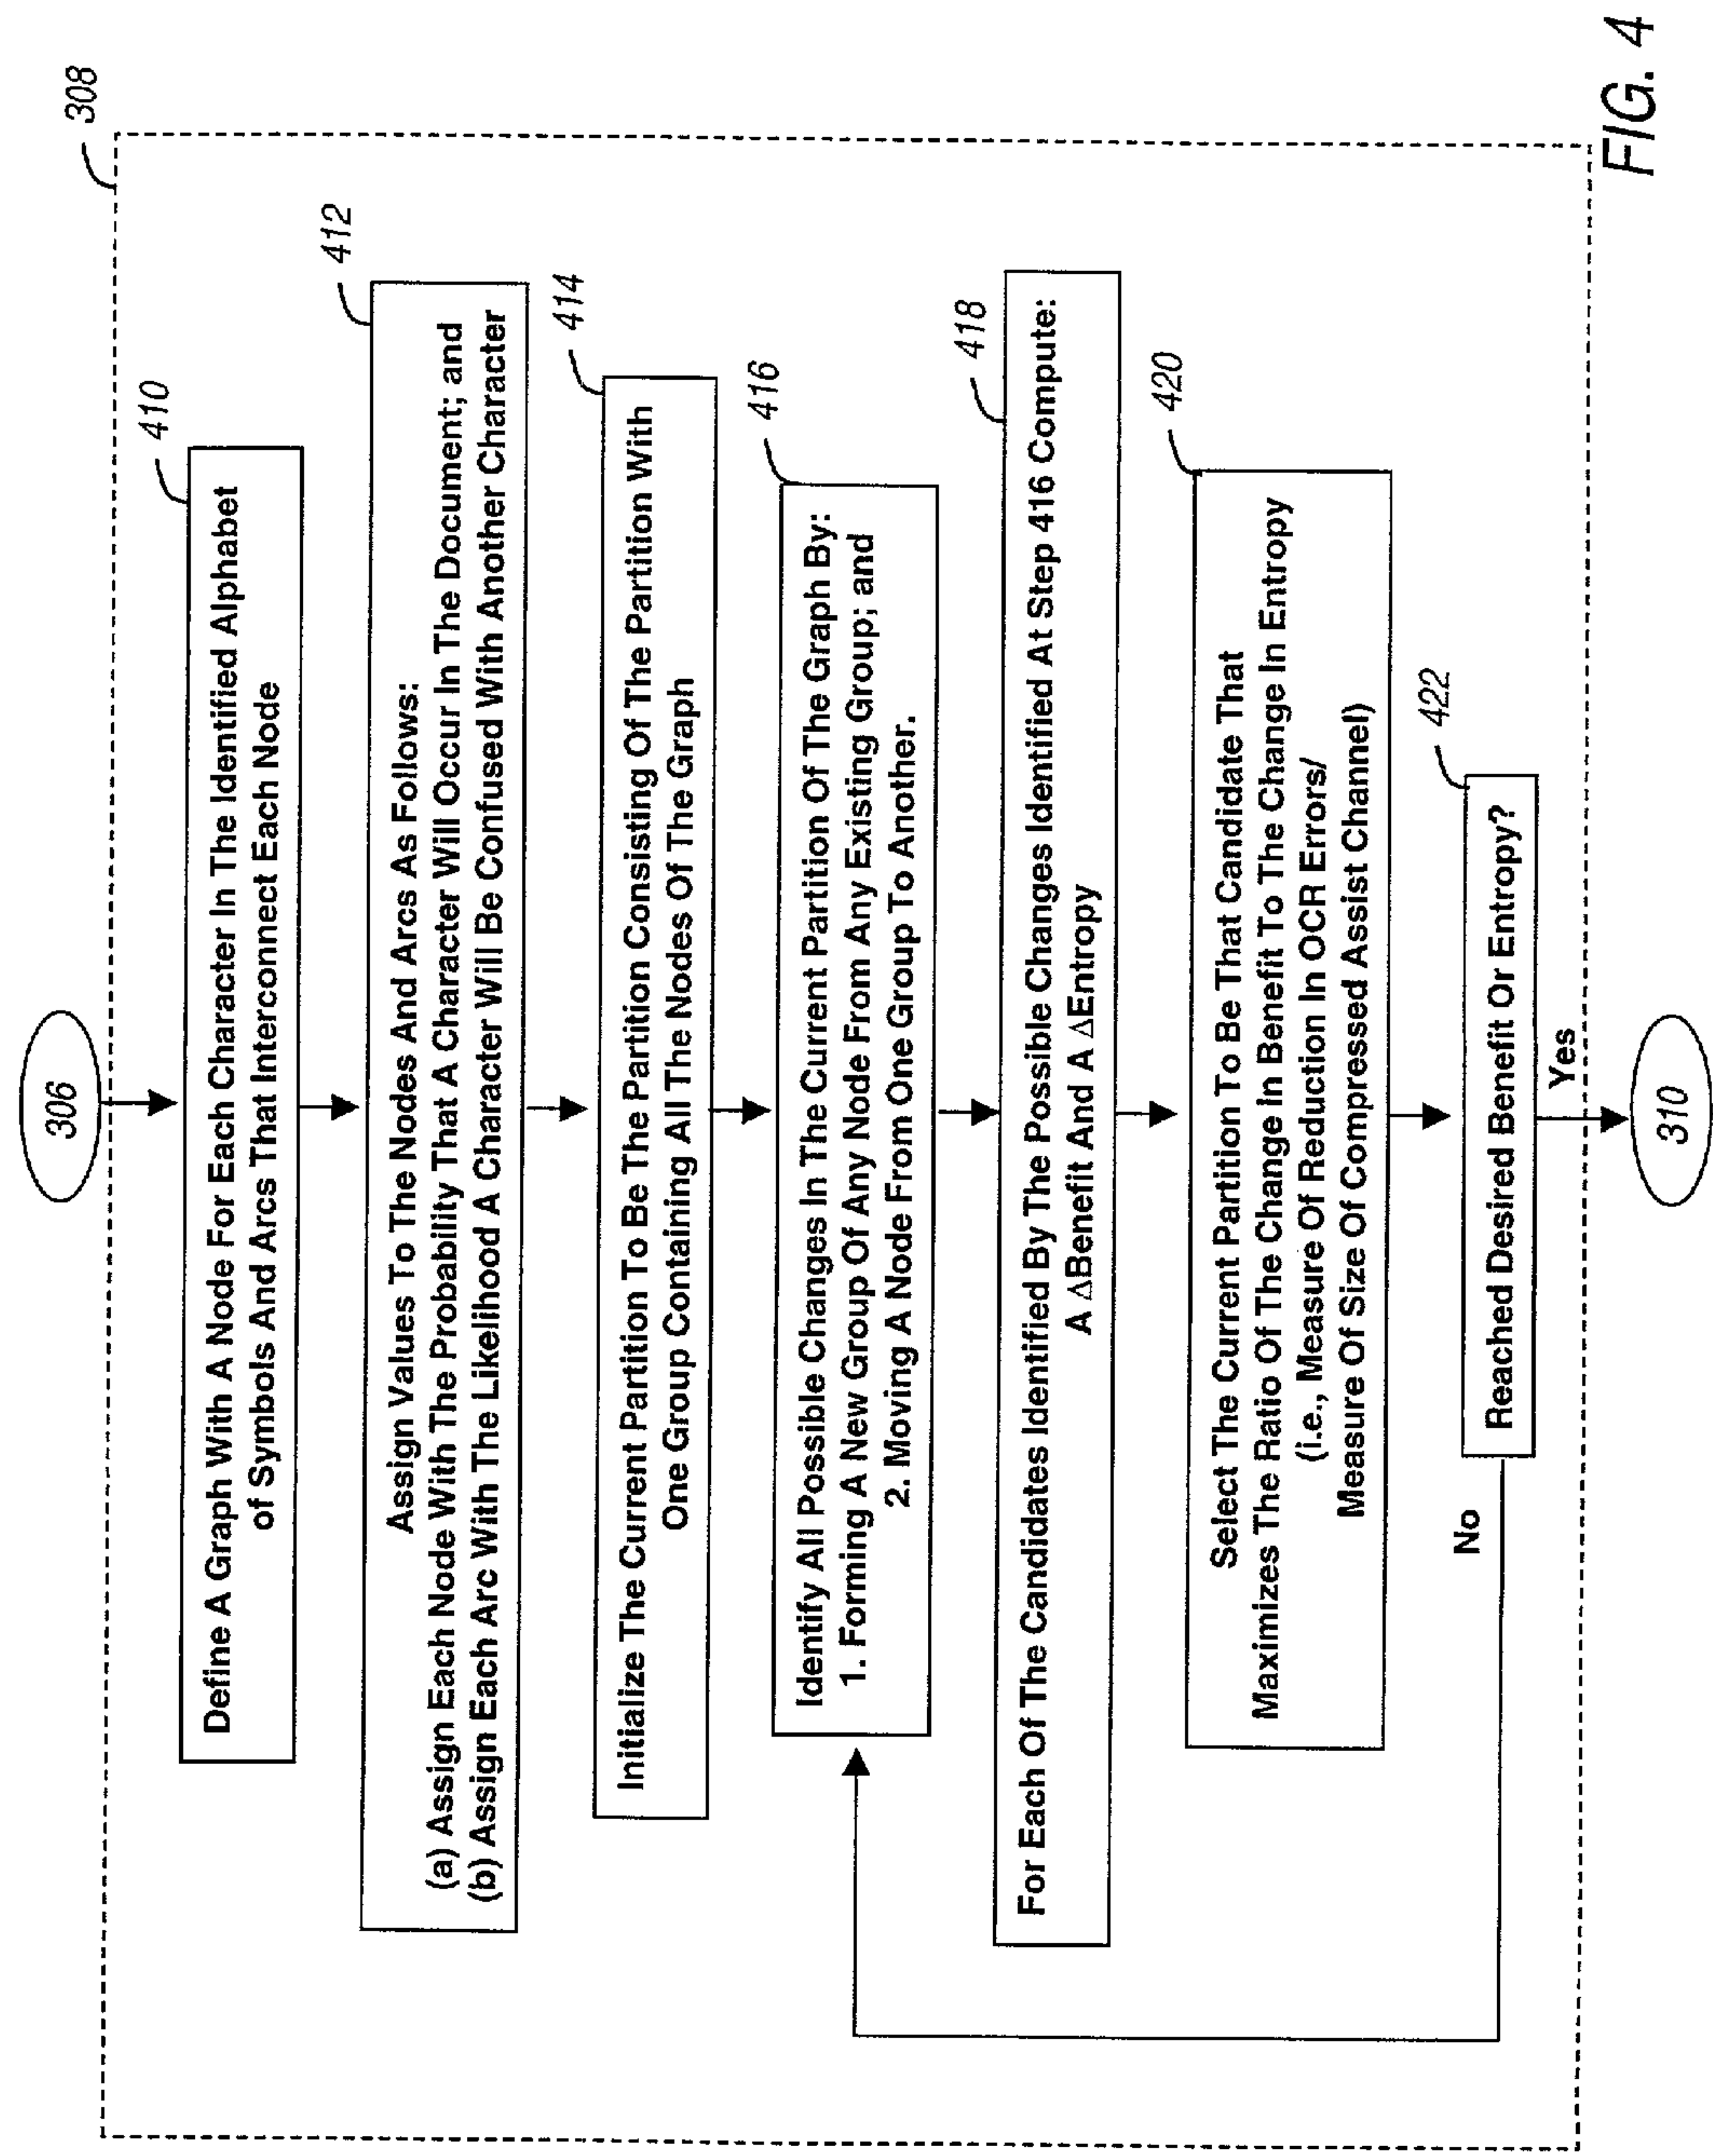 306
308
410
Define A Graph With A Node For Each Character In The Identified Alphabet
of Symbols And Arcs That Interconnect Each Node
412
Assign Values To The Nodes And Arcs As Follows:
(a) Assign Each Node With The Probability That A Character Will Occur In The Document; and
(b) Assign Each Arc With The Likelihood A Character Will Be Confused With Another Character
414
Initialize The Current Partition To Be The Partition Consisting Of The Partition With
One Group Containing All The Nodes Of The Graph
416
Identify All Possible Changes In The Current Partition Of The Graph By:
1. Forming A New Group Of Any Node From Any Existing Group; and
2. Moving A Node From One Group To Another.
418
For Each Of The Candidates Identified By The Possible Changes Identified At Step 416 Compute:
A ΔBenefit And A ΔEntropy
420
Select The Current Partition To Be That Candidate That
Maximizes The Ratio Of The Change In Benefit To The Change In Entropy
(i.e., Measure Of Reduction In OCR Errors/
Measure Of Size Of Compressed Assist Channel)
422
Reached Desired Benefit Or Entropy?
No
Yes
310
FIG. 4